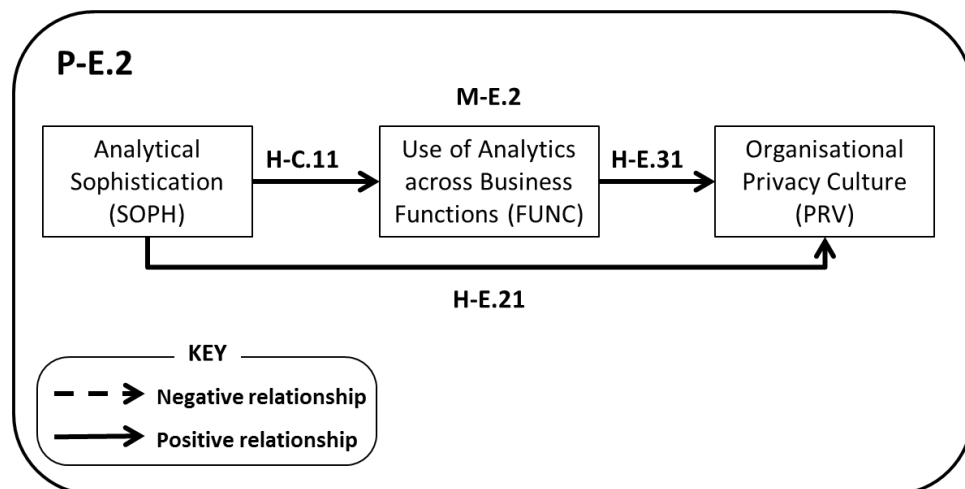 P-E.2
M-E.2
Analytical
Sophistication
(SOPH)
H-C.11
Use of Analytics
across Business
Functions (FUNC)
H-E.31
Organisational
Privacy Culture
(PRV)
H-E.21
KEY
Negative relationship
Positive relationship